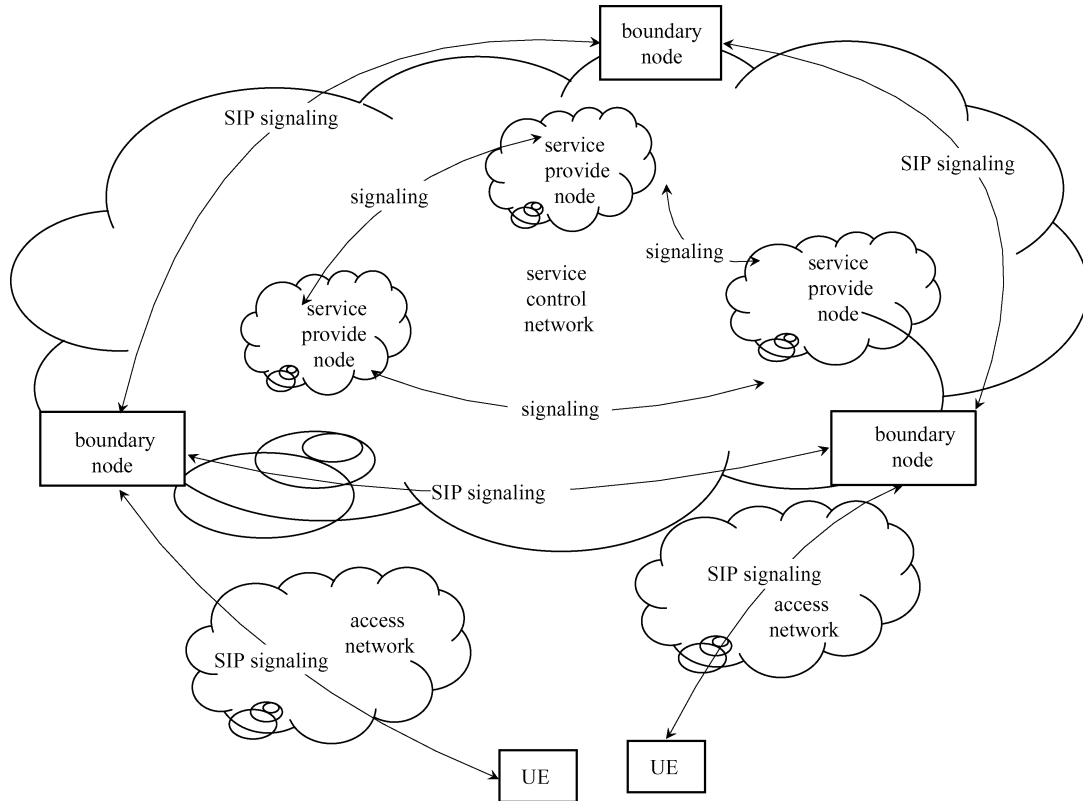 boundary
node
SIP signaling
SIP signaling
service
provide
node
signaling
signaling
service
provide
node
service
control
network
service
provide
node
signaling
boundary
node
boundary
node
SIP signaling
SIP signaling
access
network
access
network
SIP signaling
UE
UE